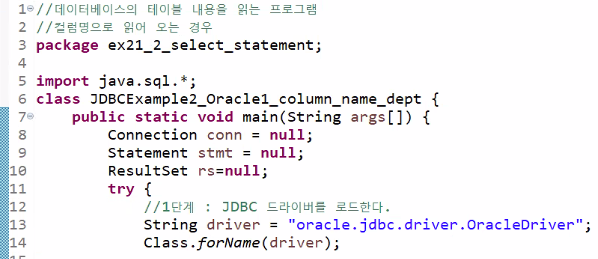 1 //데이터베이스의 테이블 내용을 읽는 프로그램
2 //컬럼명으로 읽어 오는 경우
3 package ex21_2_select_statement;
4
5 import java.sql.*;
6 class JDBCExample2_Oracle1_column_name_dept {
7     public static void main(String args[]) {
8         Connection conn = null;
9         Statement stmt = null;
10         ResultSet rs=null;
11         try {
12             //1단계 : JDBC 드라이버를 로드한다.
13             String driver = "oracle.jdbc.driver.OracleDriver";
14             Class.forName(driver);